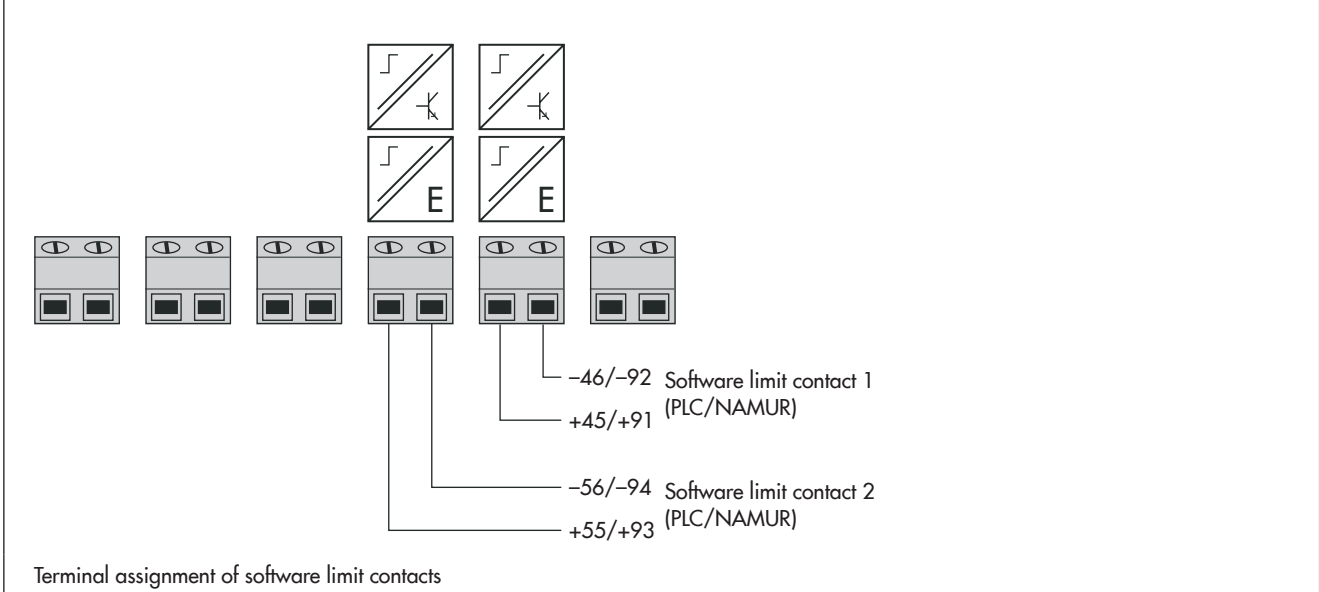 E E
–46/–92 Software limit contact 1
(PLC/NAMUR)
+45/+91
–56/–94 Software limit contact 2
(PLC/NAMUR)
+55/+93
Terminal assignment of software limit contacts